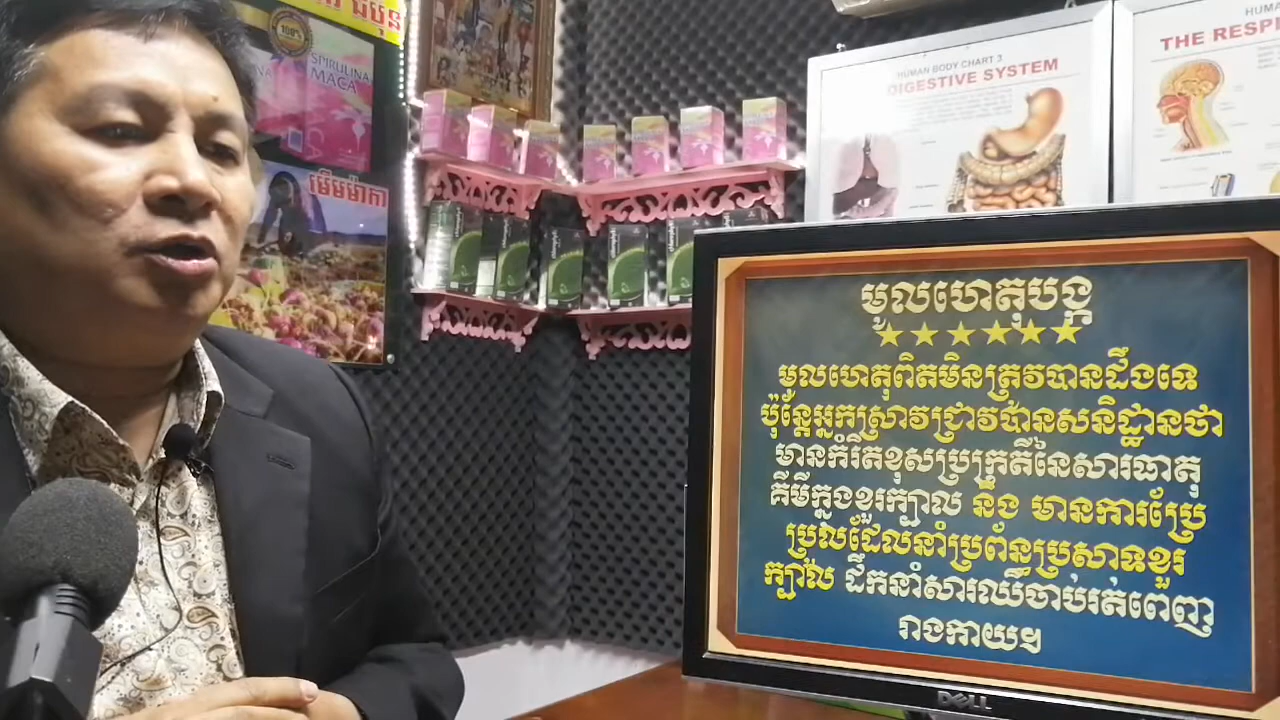 100%
SPIRULINA
MACA
មើមម៉ាកា
HUMAN BODY CHART 3
DIGESTIVE SYSTEM
THE RESP
មូលហេតុបង្ក
មូលហេតុពិតមិនត្រូវបានដឹងទេ
ប៉ុន្តែអ្នកស្រាវជ្រាវបានសនិដ្ឋានថា
មានកំរិតខុសប្រក្រតីនៃសារធាតុ
គីមីក្នុងខួរក្បាល និង មានការប្រែ
ប្រួលដែលនាំប្រព័ន្ធប្រសាទខួរ
ក្បាល ដឹកនាំសារឈឺចាប់រត់ពេញ
រាងកាយ។
DELL